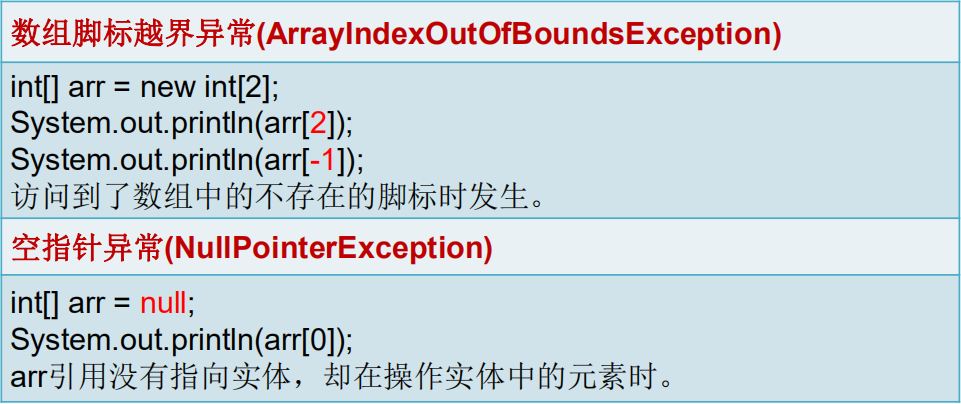 数组脚标越界异常(ArrayIndexOutOfBoundsException)
int[] arr = new int[2];
System.out.println(arr[2]);
System.out.println(arr[-1]);
访问到了数组中的不存在的脚标时发生。
空指针异常(NullPointerException)
int[] arr = null;
System.out.println(arr[0]);
arr引用没有指向实体，却在操作实体中的元素时。